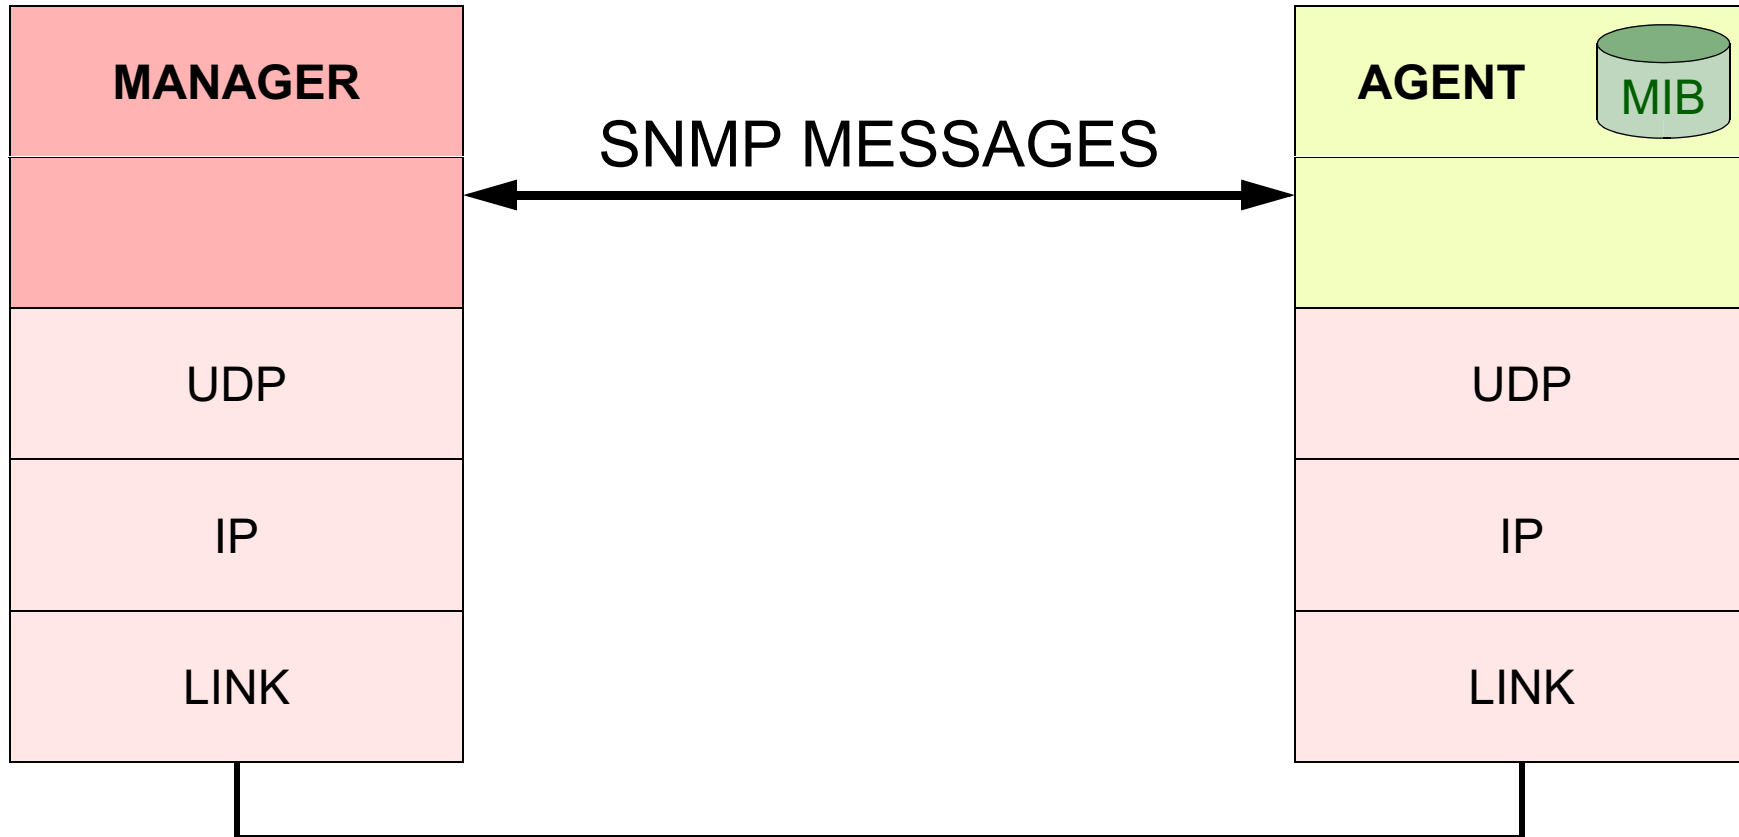 MANAGER
AGENT
MIB
SNMP MESSAGES
UDP
UDP
IP
IP
LINK
LINK